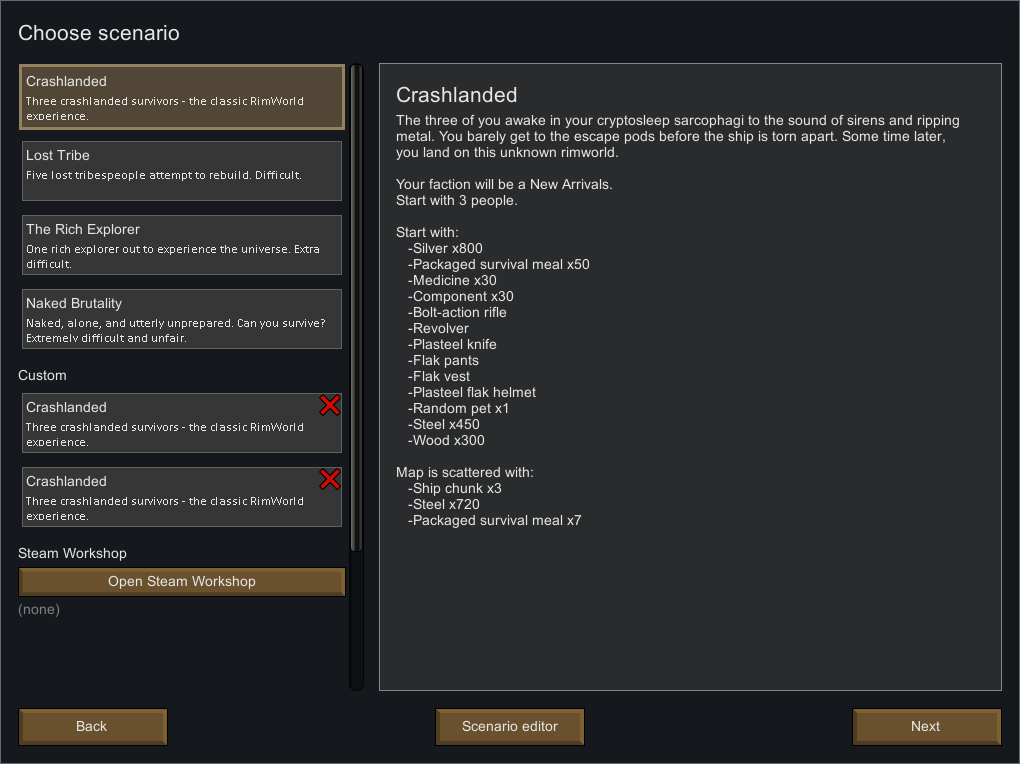 Choose scenario
Crashlanded
Three crashlanded survivors - the classic RimWorld
experience.
Lost Tribe
Five lost tribespeople attempt to rebuild. Difficult.
The Rich Explorer
One rich explorer out to experience the universe. Extra
difficult.
Naked Brutality
Naked, alone, and utterly unprepared. Can you survive?
Extremely difficult and unfair.
Custom
Crashlanded
Three crashlanded survivors - the classic RimWorld
experience.
Crashlanded
Three crashlanded survivors - the classic RimWorld
experience.
Steam Workshop
Open Steam Workshop
(none)
Crashlanded
The three of you awake in your cryptosleep sarcophagi to the sound of sirens and ripping
metal. You barely get to the escape pods before the ship is torn apart. Some time later,
you land on this unknown rimworld.
Your faction will be a New Arrivals.
Start with 3 people.
Start with:
-Silver x800
-Packaged survival meal x50
-Medicine x30
-Component x30
-Bolt-action rifle
-Revolver
-Plasteel knife
-Flak pants
-Flak vest
-Plasteel flak helmet
-Random pet x1
-Steel x450
-Wood x300
Map is scattered with:
-Ship chunk x3
-Steel x720
-Packaged survival meal x7
Back
Scenario editor
Next